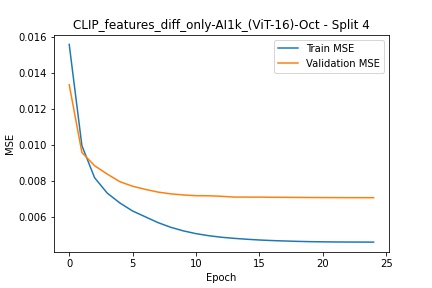 CLIP_features_diff_only-AI1k_(ViT-16)-Oct - Split 4
0.016
0.014
0.012
0.010
0.008
0.006
MSE
Train MSE
Validation MSE
0 5 10 15 20 25
Epoch